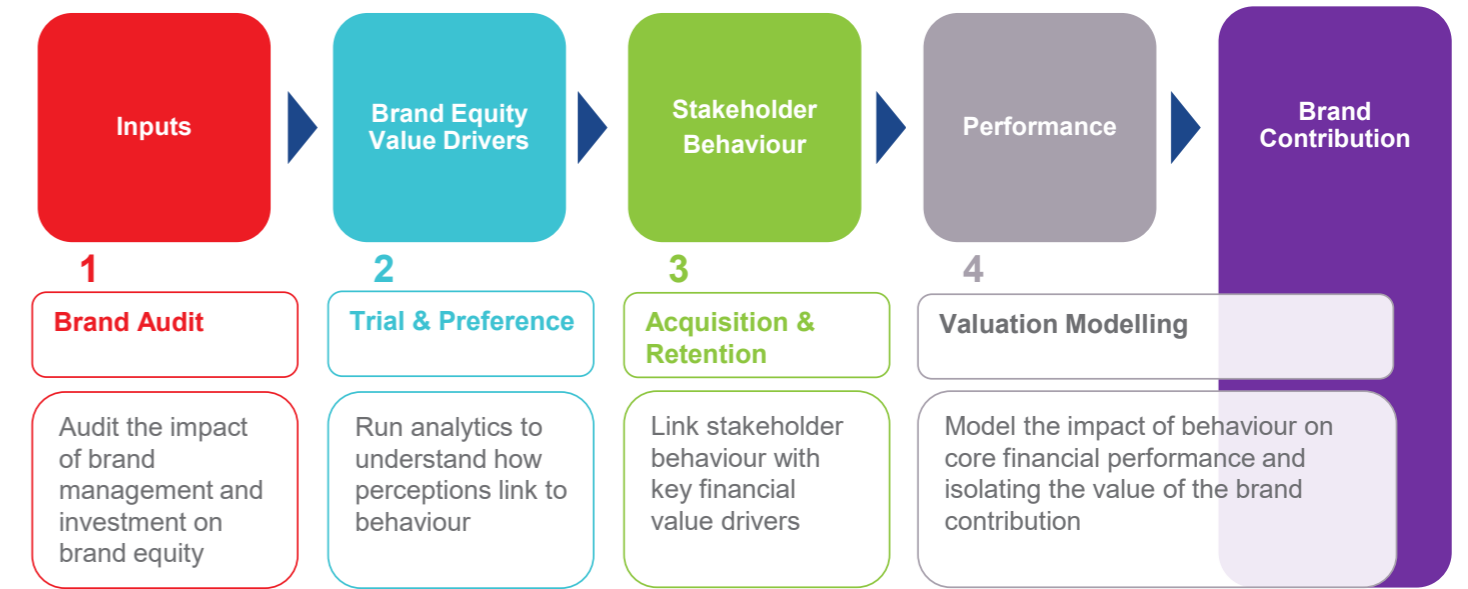 Inputs
Brand Equity
Value Drivers
Stakeholder
Behaviour
Performance
Brand
Contribution
1
2
3
4
Brand Audit
Trial & Preference
Acquisition &
Retention
Valuation Modelling
Audit the impact
of brand
management and
investment on
brand equity
Run analytics to
understand how
perceptions link to
behaviour
Link stakeholder
behaviour with
key financial
value drivers
Model the impact of behaviour on
core financial performance and
isolating the value of the brand
contribution